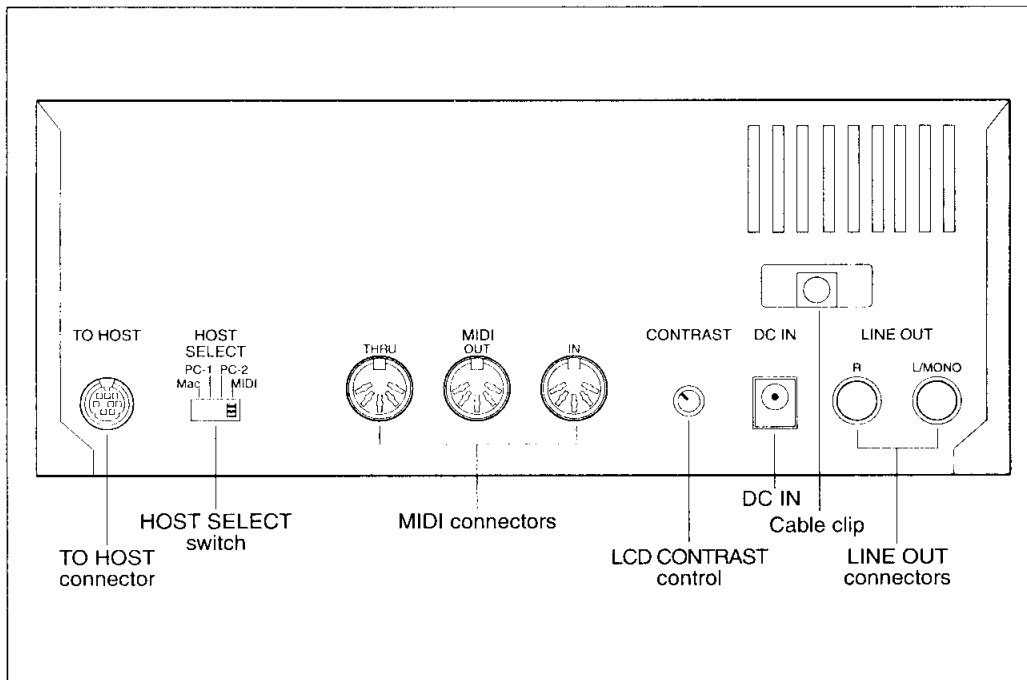 TO HOST
HOST
SELECT
PC-1 PC-2
Mac MIDI
THRU
MIDI
OUT
IN
CONTRAST
DC IN
LINE OUT
R
L/MONO
TO HOST
connector
HOST SELECT
switch
MIDI connectors
LCD CONTRAST
control
DC IN
Cable clip
LINE OUT
connectors